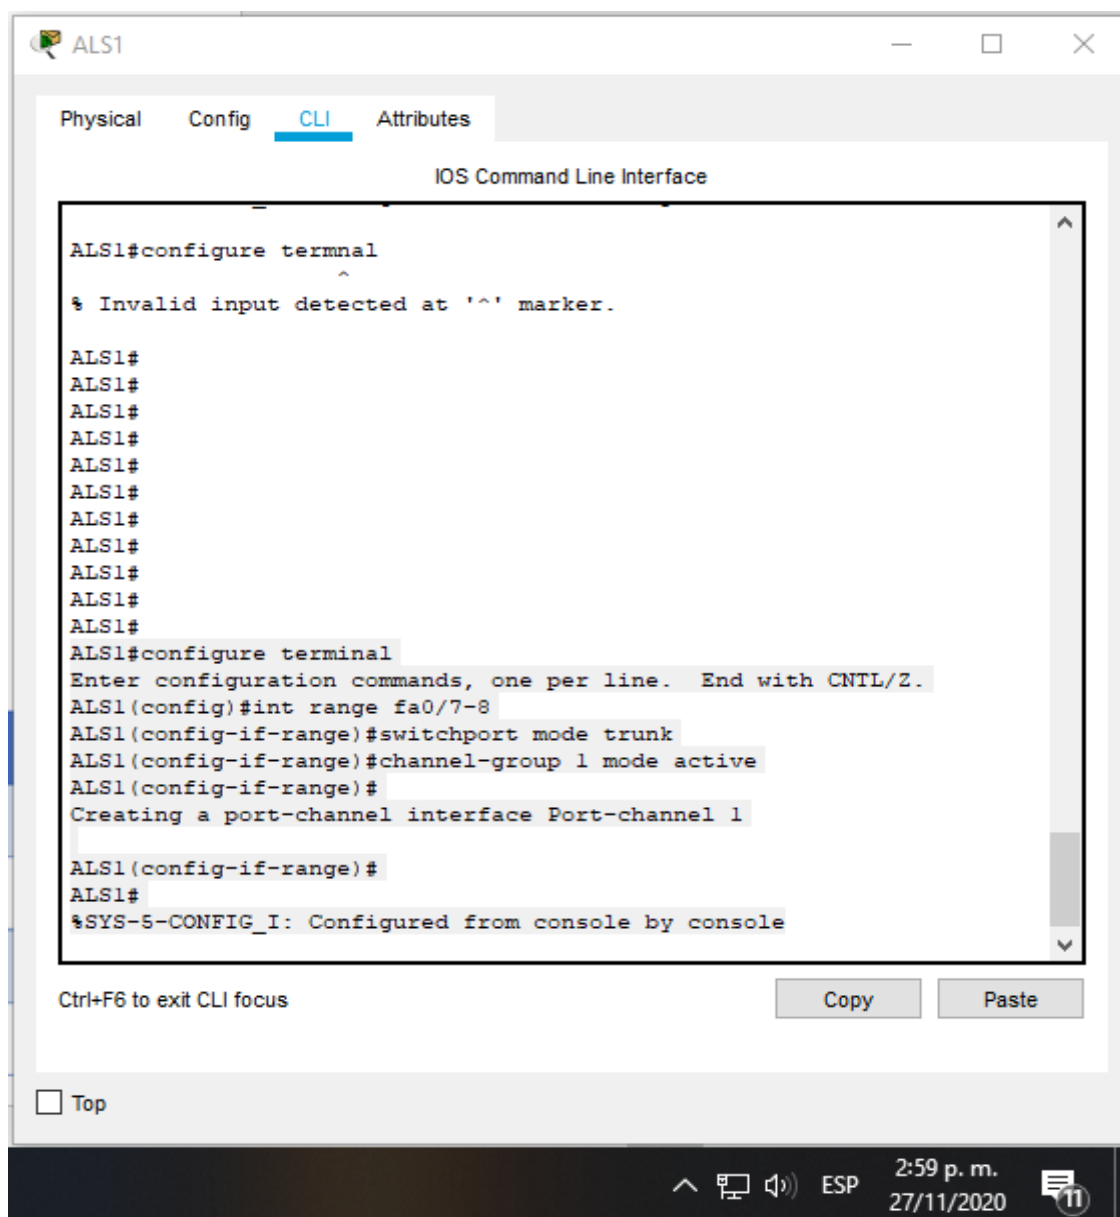 ALS1
Physical Config CLI Attributes
IOS Command Line Interface
ALS1#configure termnal
^
% Invalid input detected at '^' marker.
ALS1#
ALS1#
ALS1#
ALS1#
ALS1#
ALS1#
ALS1#
ALS1#
ALS1#
ALS1#
ALS1#
ALS1#configure terminal
Enter configuration commands, one per line.  End with CNTL/Z.
ALS1(config)#int range fa0/7-8
ALS1(config-if-range)#switchport mode trunk
ALS1(config-if-range)#channel-group 1 mode active
ALS1(config-if-range)#
Creating a port-channel interface Port-channel 1
ALS1(config-if-range)#
ALS1#
%SYS-5-CONFIG_I: Configured from console by console
Ctrl+F6 to exit CLI focus
Copy Paste
Top
ESP
2:59 p. m.
27/11/2020
11